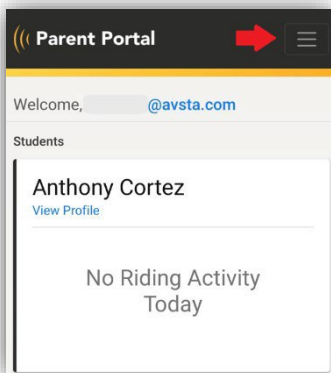 Parent Portal
Welcome, @avsta.com
Students
Anthony Cortez
View Profile
No Riding Activity
Today